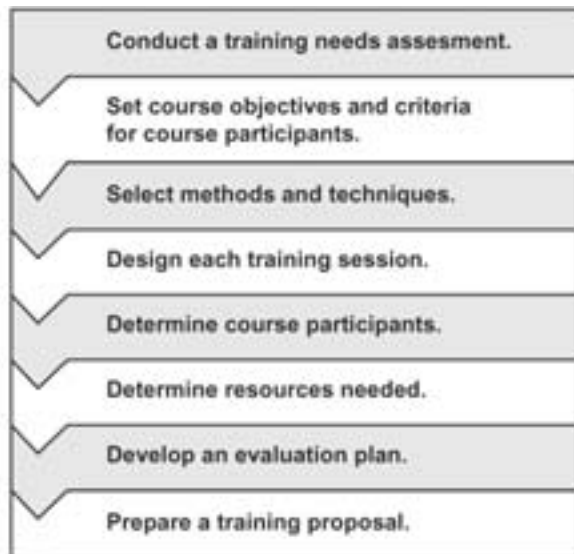 Conduct a training needs assesment.
Set course objectives and criteria
for course participants.
Select methods and techniques.
Design each training session.
Determine course participants.
Determine resources needed.
Develop an evaluation plan.
Prepare a training proposal.